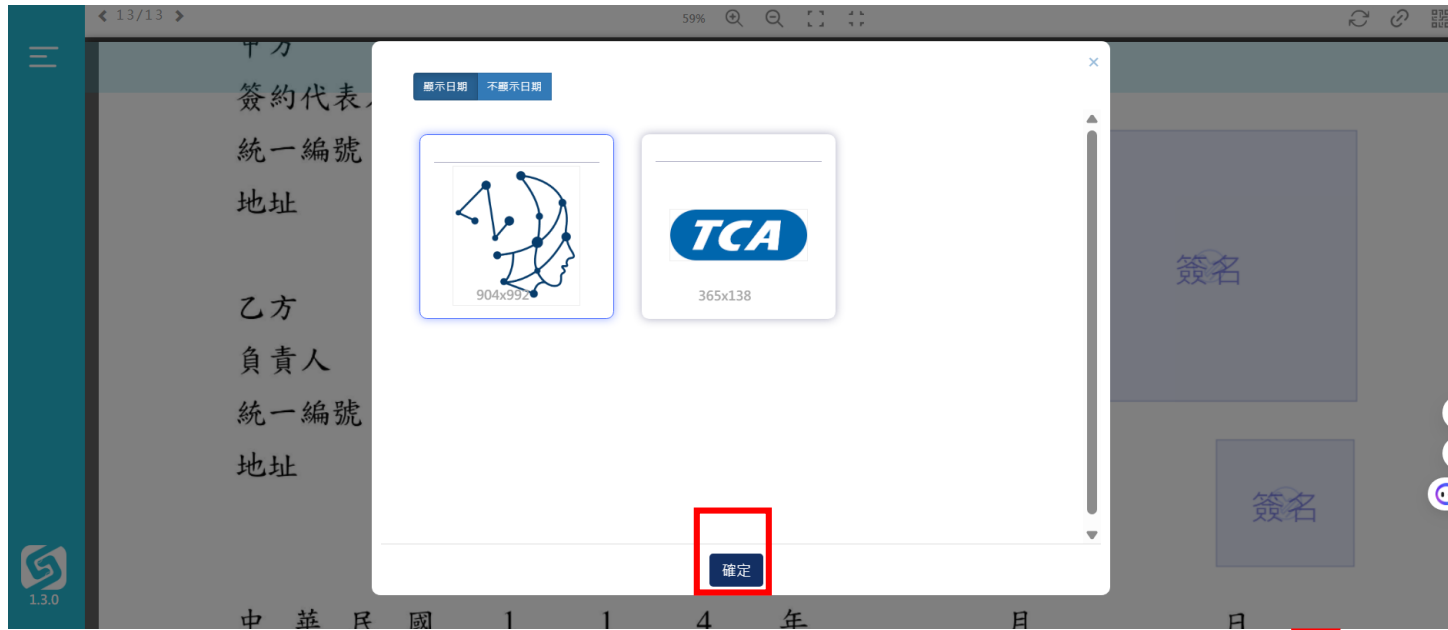 13/13
59%
甲方
簽約代表人
統一編號
地址
乙方
負責人
統一編號
地址
顯示日期 不顯示日期
904x992
TCA
365x138
確定
簽名
簽名
1.3.0
中華民國114年 月 日